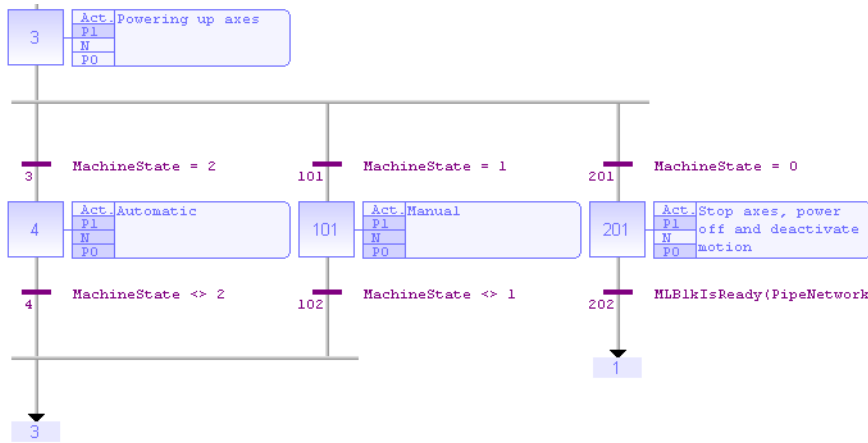 3
Act. Powering up axes
P1
N
P0
3 MachineState = 2
101 MachineState = 1
201 MachineState = 0
4
Act. Automatic
P1
N
P0
101
Act. Manual
P1
N
P0
201
Act. Stop axes, power
P1 off and deactivate
N motion
P0
4 MachineState <> 2
102 MachineState <> 1
202 MLBlkIsReady(PipeNetwork
1
3